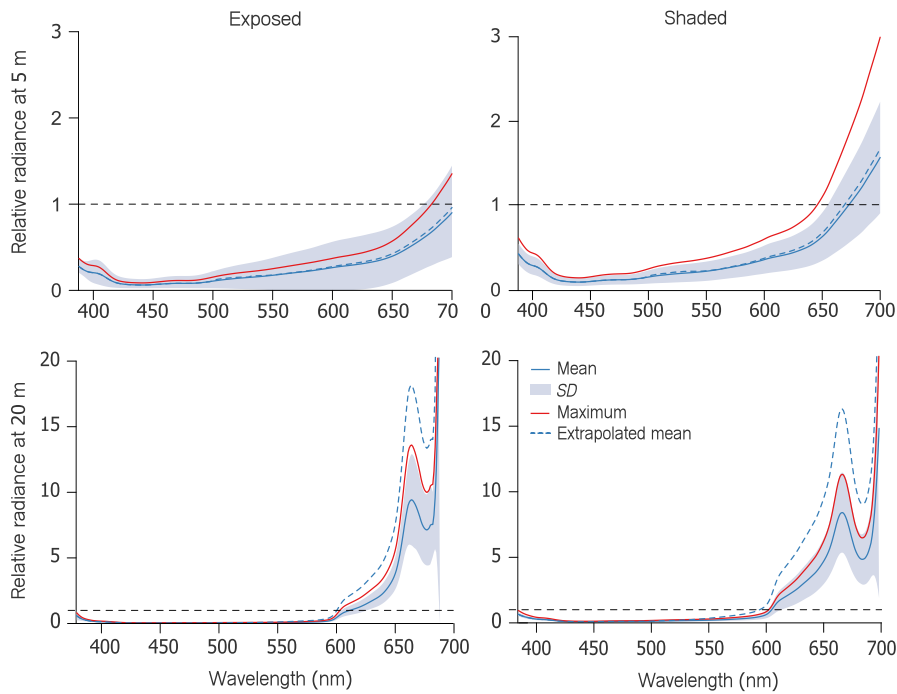 Exposed
Shaded
Relative radiance at 5 m
3
2
1
0
400 450 500 550 600 650 70
3
2
1
0
0 400 450 500 550 600 650 700
Relative radiance at 20 m
20
15
10
5
0
400 450 500 550 600 650 700
Wavelength (nm)
20
15
10
5
0
Mean
SD
Maximum
Extrapolated mean
400 450 500 550 600 650 700
Wavelength (nm)